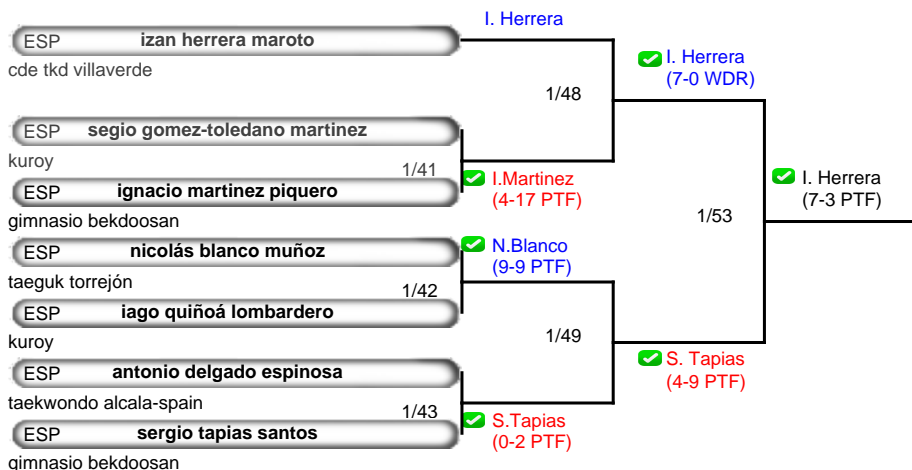 I. Herrera
ESP izan herrera maroto
cde tkd villaverde
I. Herrera
(7-0 WDR)
1/48
ESP segio gomez-toledano martinez
kuroy
1/41
I.Martinez
(4-17 PTF)
ESP ignacio martinez piquero
gimnasio bekdoosan
I. Herrera
(7-3 PTF)
1/53
ESP nicolás blanco muñoz
taeguk torrejón
N.Blanco
(9-9 PTF)
1/42
ESP iago quiñoá lombardero
kuroy
1/49
S. Tapias
(4-9 PTF)
ESP antonio delgado espinosa
taekwondo alcala-spain
1/43
S.Tapias
(0-2 PTF)
ESP sergio tapias santos
gimnasio bekdoosan